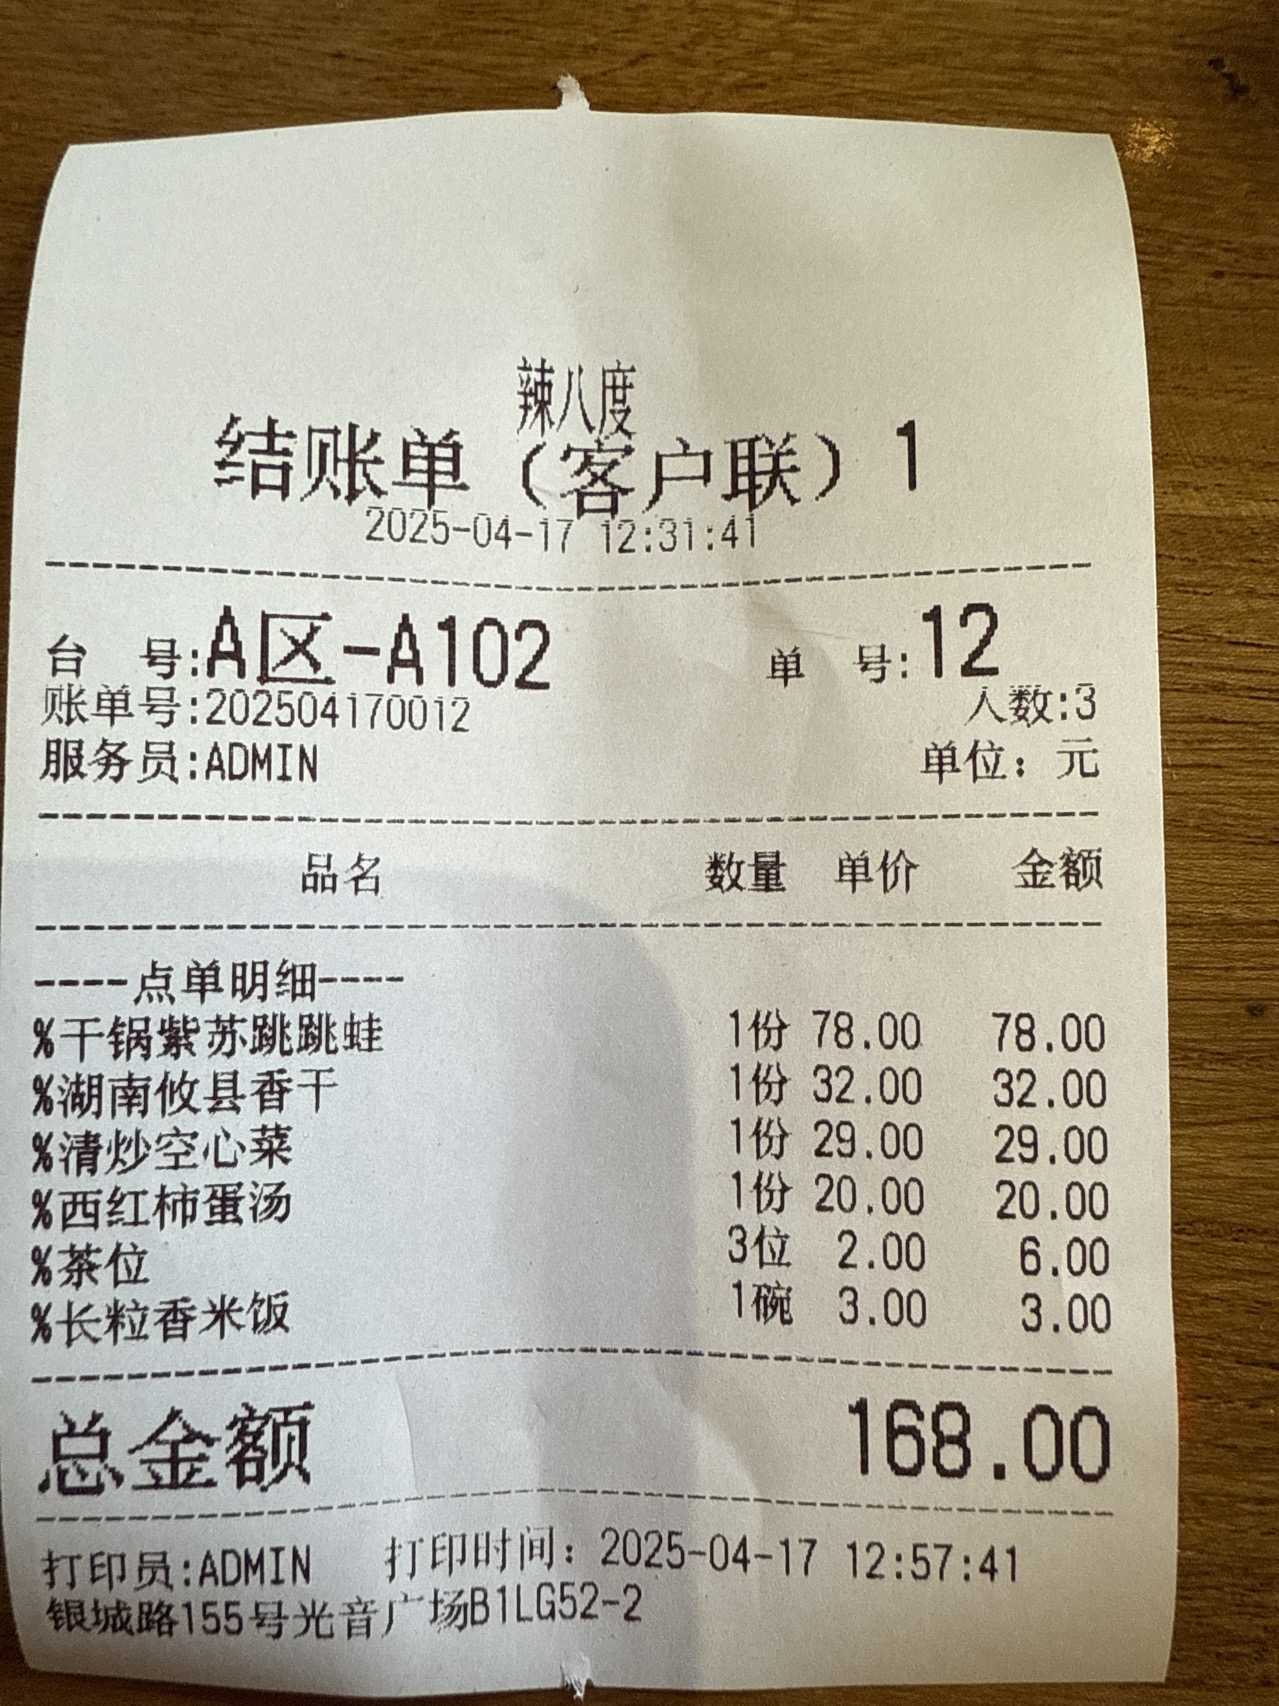 辣八度
结账单（客户联）1
2025-04-17 12:31:41
台 号:A区-A102 单 号:12
账单号:202504170012 人数:3
服务员:ADMIN 单位：元
品名 数量 单价 金额
----点单明细----
%干锅紫苏跳跳蛙 1份 78.00 78.00
%湖南攸县香干 1份 32.00 32.00
%清炒空心菜 1份 29.00 29.00
%西红柿蛋汤 1份 20.00 20.00
%茶位 3位 2.00 6.00
%长粒香米饭 1碗 3.00 3.00
总金额 168.00
打印员:ADMIN 打印时间：2025-04-17 12:57:41
银城路155号光音广场B1LG52-2